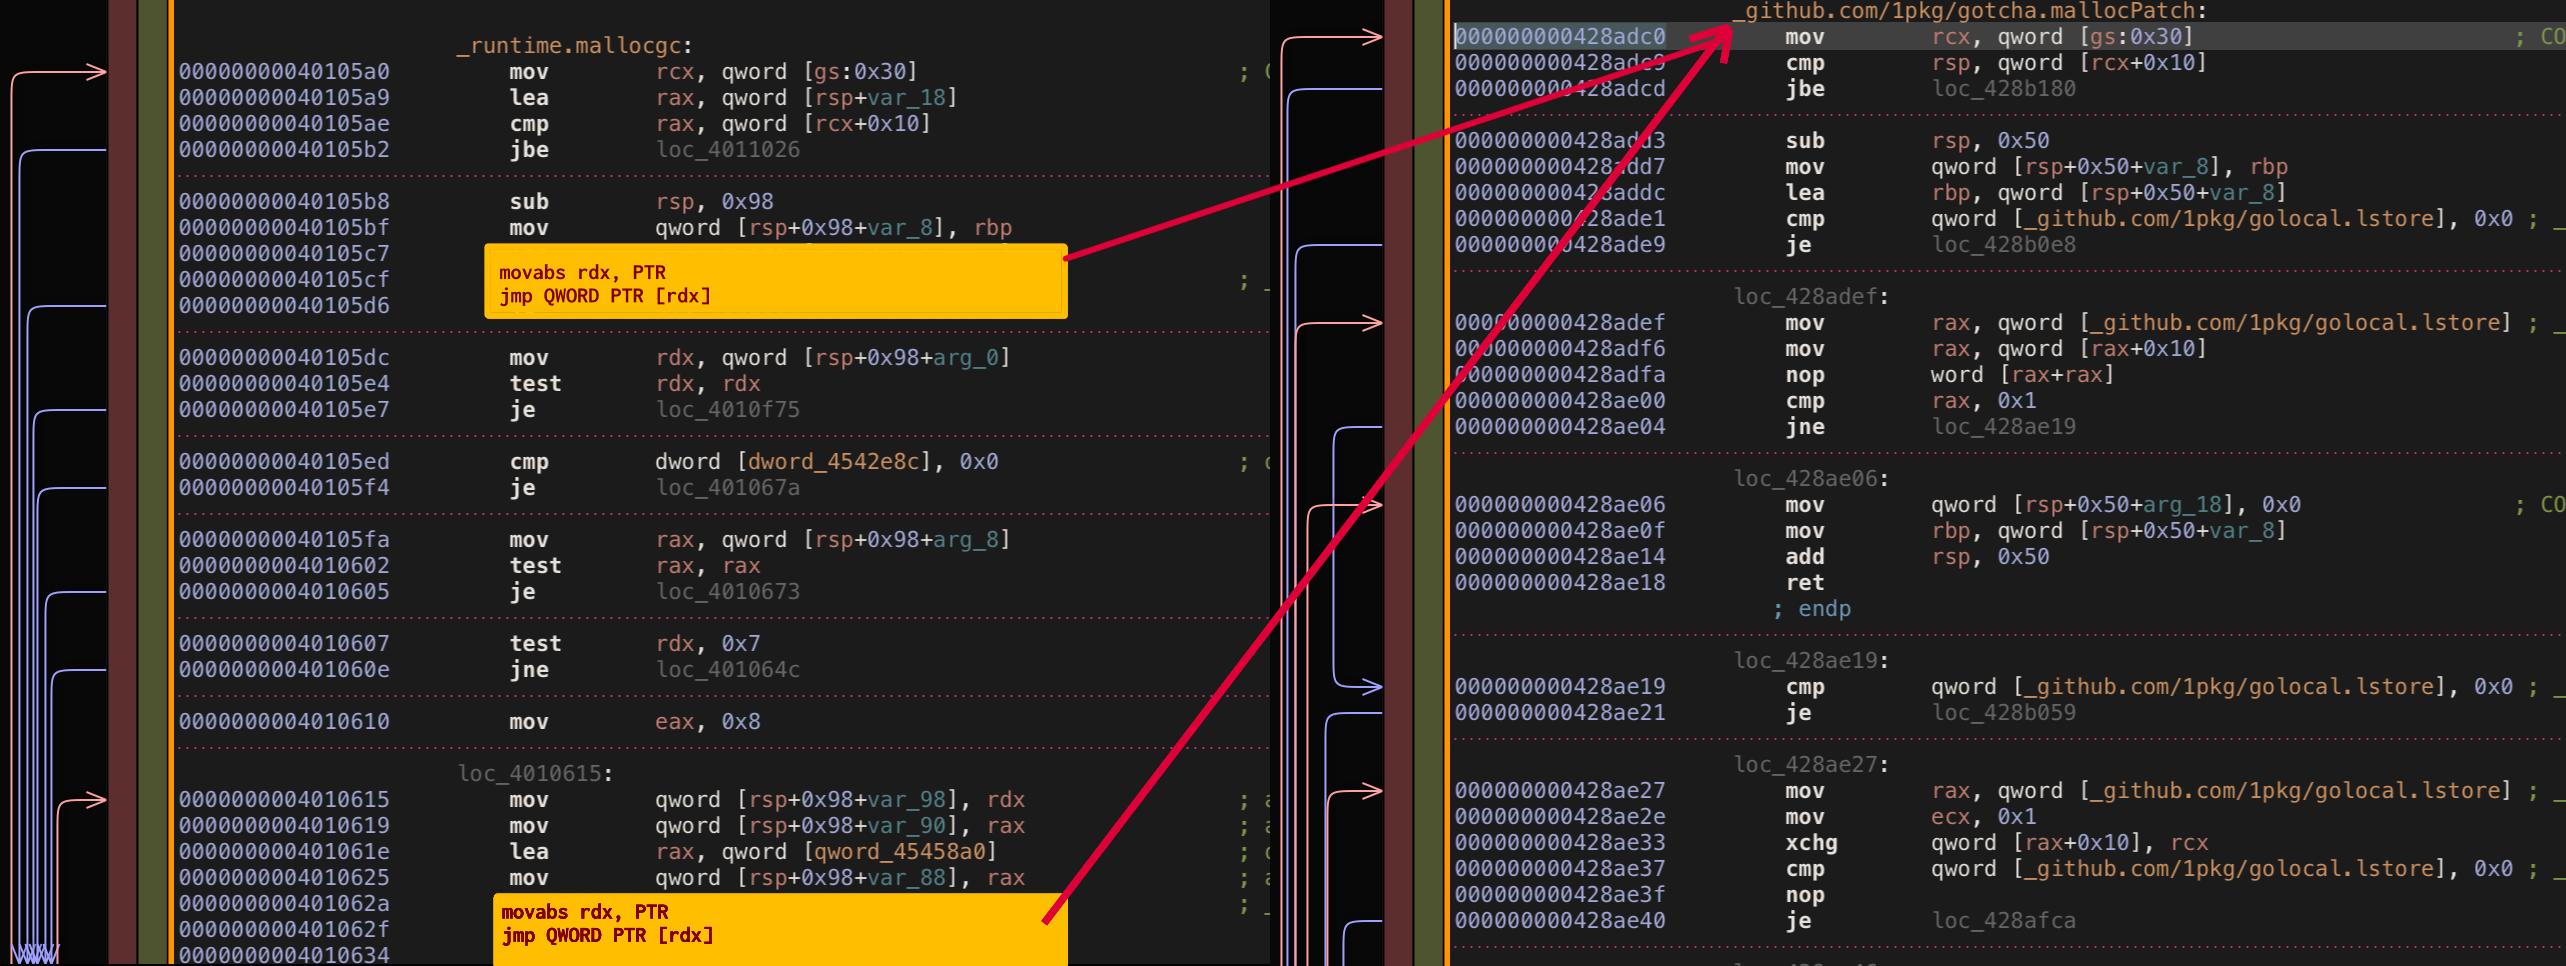 _runtime.mallocgc:
00000000040105a0 mov rcx, qword [gs:0x30] ;
00000000040105a9 lea rax, qword [rsp+var_18]
00000000040105ae cmp rax, qword [rcx+0x10]
00000000040105b2 jbe loc_4011026
00000000040105b8 sub rsp, 0x98
00000000040105bf mov qword [rsp+0x98+var_8], rbp
00000000040105c7
00000000040105cf ; _
00000000040105d6
movabs rdx, PTR
jmp QWORD PTR [rdx]
00000000040105dc mov rdx, qword [rsp+0x98+arg_0]
00000000040105e4 test rdx, rdx
00000000040105e7 je loc_4010f75
00000000040105ed cmp dword [dword_4542e8c], 0x0 ;
00000000040105f4 je loc_401067a
00000000040105fa mov rax, qword [rsp+0x98+arg_8]
0000000004010602 test rax, rax
0000000004010605 je loc_4010673
0000000004010607 test rdx, 0x7
000000000401060e jne loc_401064c
0000000004010610 mov eax, 0x8
loc_4010615:
0000000004010615 mov qword [rsp+0x98+var_98], rdx ;
0000000004010619 mov qword [rsp+0x98+var_90], rax ;
000000000401061e lea rax, qword [qword_45458a0] ;
0000000004010625 mov qword [rsp+0x98+var_88], rax ;
000000000401062a ; _
000000000401062f
0000000004010634
movabs rdx, PTR
jmp QWORD PTR [rdx]
_github.com/1pkg/gotcha.mallocPatch:
000000000428adc0 mov rcx, qword [gs:0x30] ; CO
000000000428adc9 cmp rsp, qword [rcx+0x10]
000000000428adcd jbe loc_428b180
000000000428add3 sub rsp, 0x50
000000000428add7 mov qword [rsp+0x50+var_8], rbp
000000000428addc lea rbp, qword [rsp+0x50+var_8]
000000000428ade1 cmp qword [_github.com/1pkg/golocal.lstore], 0x0 ; _
000000000428ade9 je loc_428b0e8
loc_428adef:
000000000428adef mov rax, qword [_github.com/1pkg/golocal.lstore] ; _
000000000428adf6 mov rax, qword [rax+0x10]
000000000428adfa nop word [rax+rax]
000000000428ae00 cmp rax, 0x1
000000000428ae04 jne loc_428ae19
loc_428ae06:
000000000428ae06 mov qword [rsp+0x50+arg_18], 0x0 ; CO
000000000428ae0f mov rbp, qword [rsp+0x50+var_8]
000000000428ae14 add rsp, 0x50
000000000428ae18 ret
; endp
loc_428ae19:
000000000428ae19 cmp qword [_github.com/1pkg/golocal.lstore], 0x0 ; _
000000000428ae21 je loc_428b059
loc_428ae27:
000000000428ae27 mov rax, qword [_github.com/1pkg/golocal.lstore] ; _
000000000428ae2e mov ecx, 0x1
000000000428ae33 xchg qword [rax+0x10], rcx
000000000428ae37 cmp qword [_github.com/1pkg/golocal.lstore], 0x0 ; _
000000000428ae3f nop
000000000428ae40 je loc_428afca